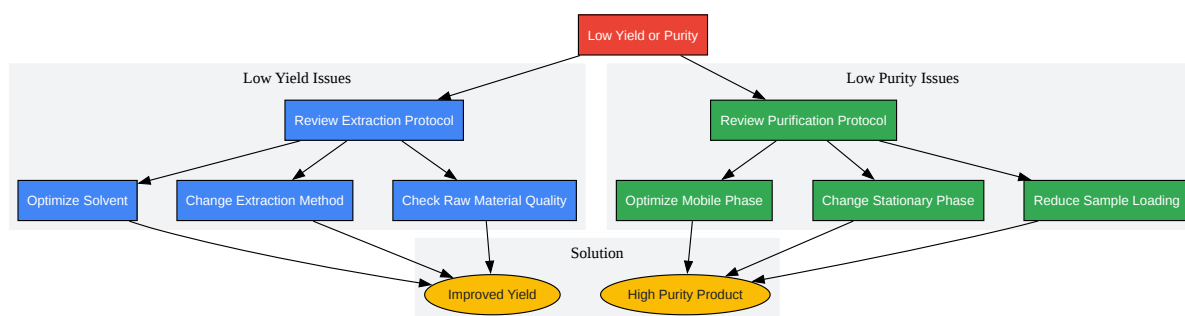 Low Yield or Purity
Low Yield Issues
Low Purity Issues
Review Extraction Protocol
Review Purification Protocol
Optimize Solvent
Change Extraction Method
Check Raw Material Quality
Optimize Mobile Phase
Change Stationary Phase
Reduce Sample Loading
Solution
Improved Yield
High Purity Product